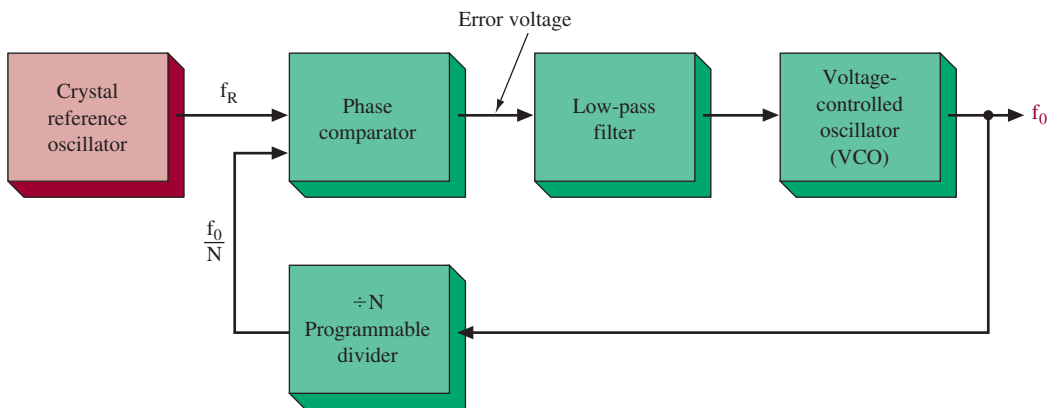 Error voltage
Crystal
reference
oscillator
f_R
Phase
comparator
Low-pass
filter
Voltage-
controlled
oscillator
(VCO)
f_0
f_0
N
÷N
Programmable
divider